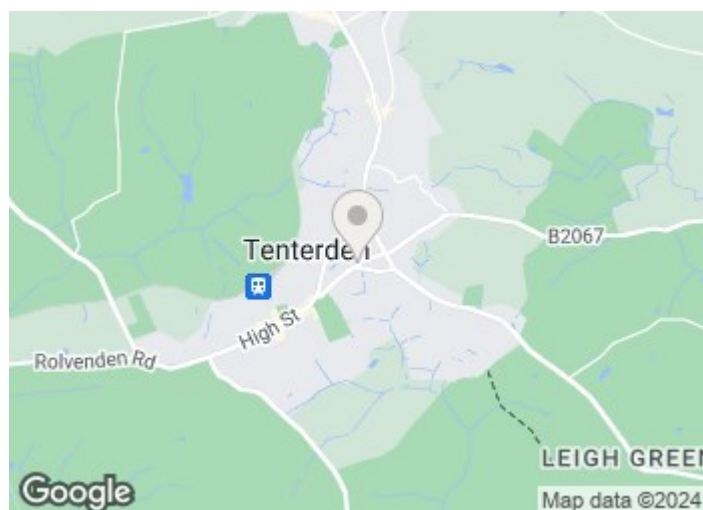 B2067
Tenterden
High St
Rolvenden Rd
LEIGH GREEN
Google
Map data ©2024